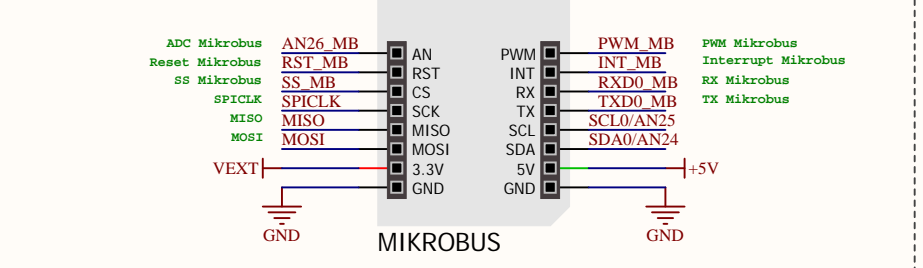 ADC Mikrobus AN26_MB AN PWM PWM_MB PWM Mikrobus
Reset Mikrobus RST_MB RST INT INT_MB Interrupt Mikrobus
SS Mikrobus SS_MB CS RX RXD0_MB RX Mikrobus
SPICLK SPICLK SCK TX TXD0_MB TX Mikrobus
MISO MISO MISO SCL SCL0/AN25
MOSI MOSI MOSI SDA SDA0/AN24
VEXT 3.3V 5V +5V
GND GND
GND GND
MIKROBUS